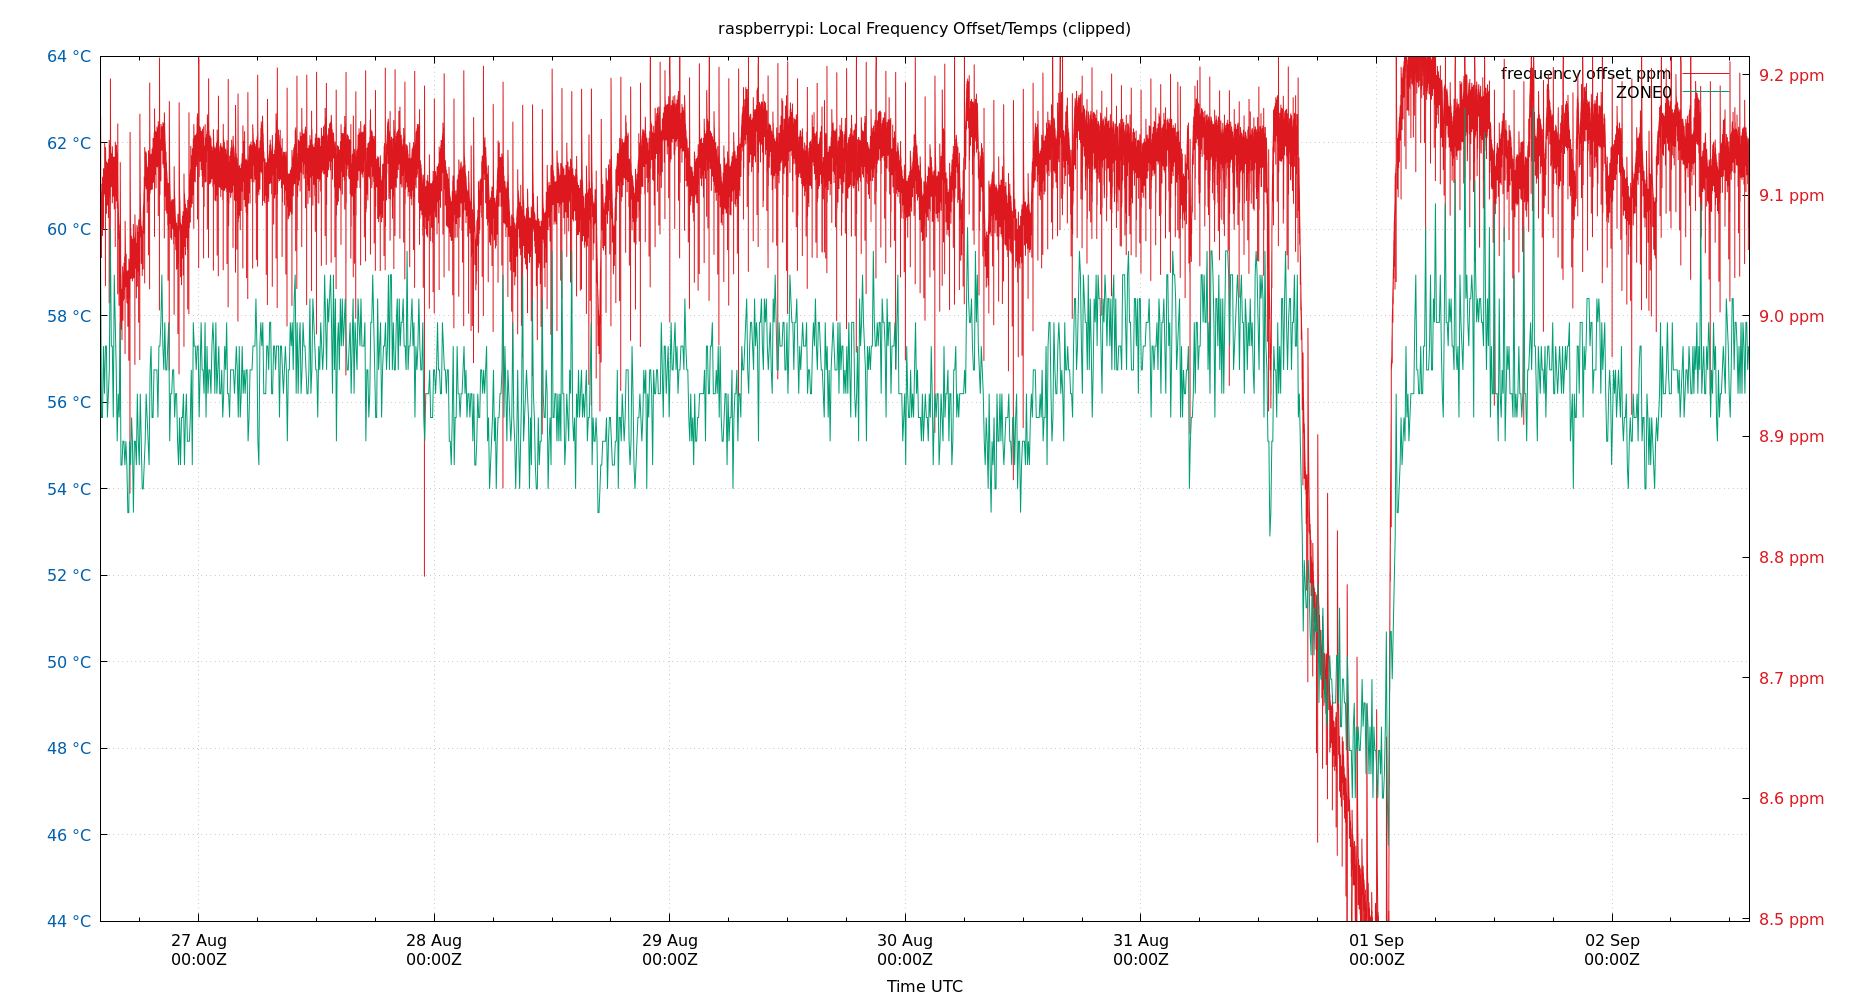 raspberrypi: Local Frequency Offset/Temps (clipped)
64 °C
62 °C
60 °C
58 °C
56 °C
54 °C
52 °C
50 °C
48 °C
46 °C
44 °C
frequency offset ppm
ZONE0
9.2 ppm
9.1 ppm
9.0 ppm
8.9 ppm
8.8 ppm
8.7 ppm
8.6 ppm
8.5 ppm
27 Aug
00:00Z
28 Aug
00:00Z
29 Aug
00:00Z
30 Aug
00:00Z
31 Aug
00:00Z
01 Sep
00:00Z
02 Sep
00:00Z
Time UTC